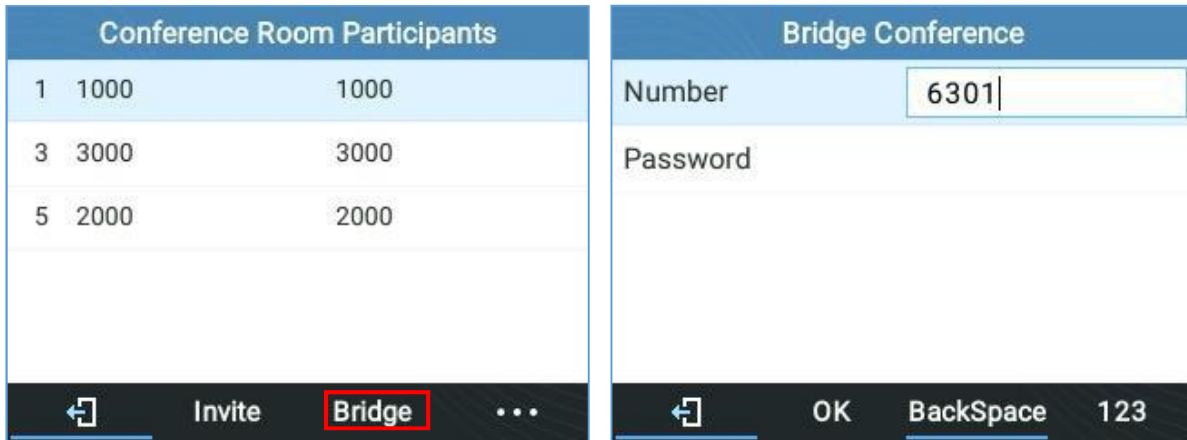 Conference Room Participants
1 1000 1000
3 3000 3000
5 2000 2000
Invite Bridge ...
Bridge Conference
Number 6301
Password
OK BackSpace 123